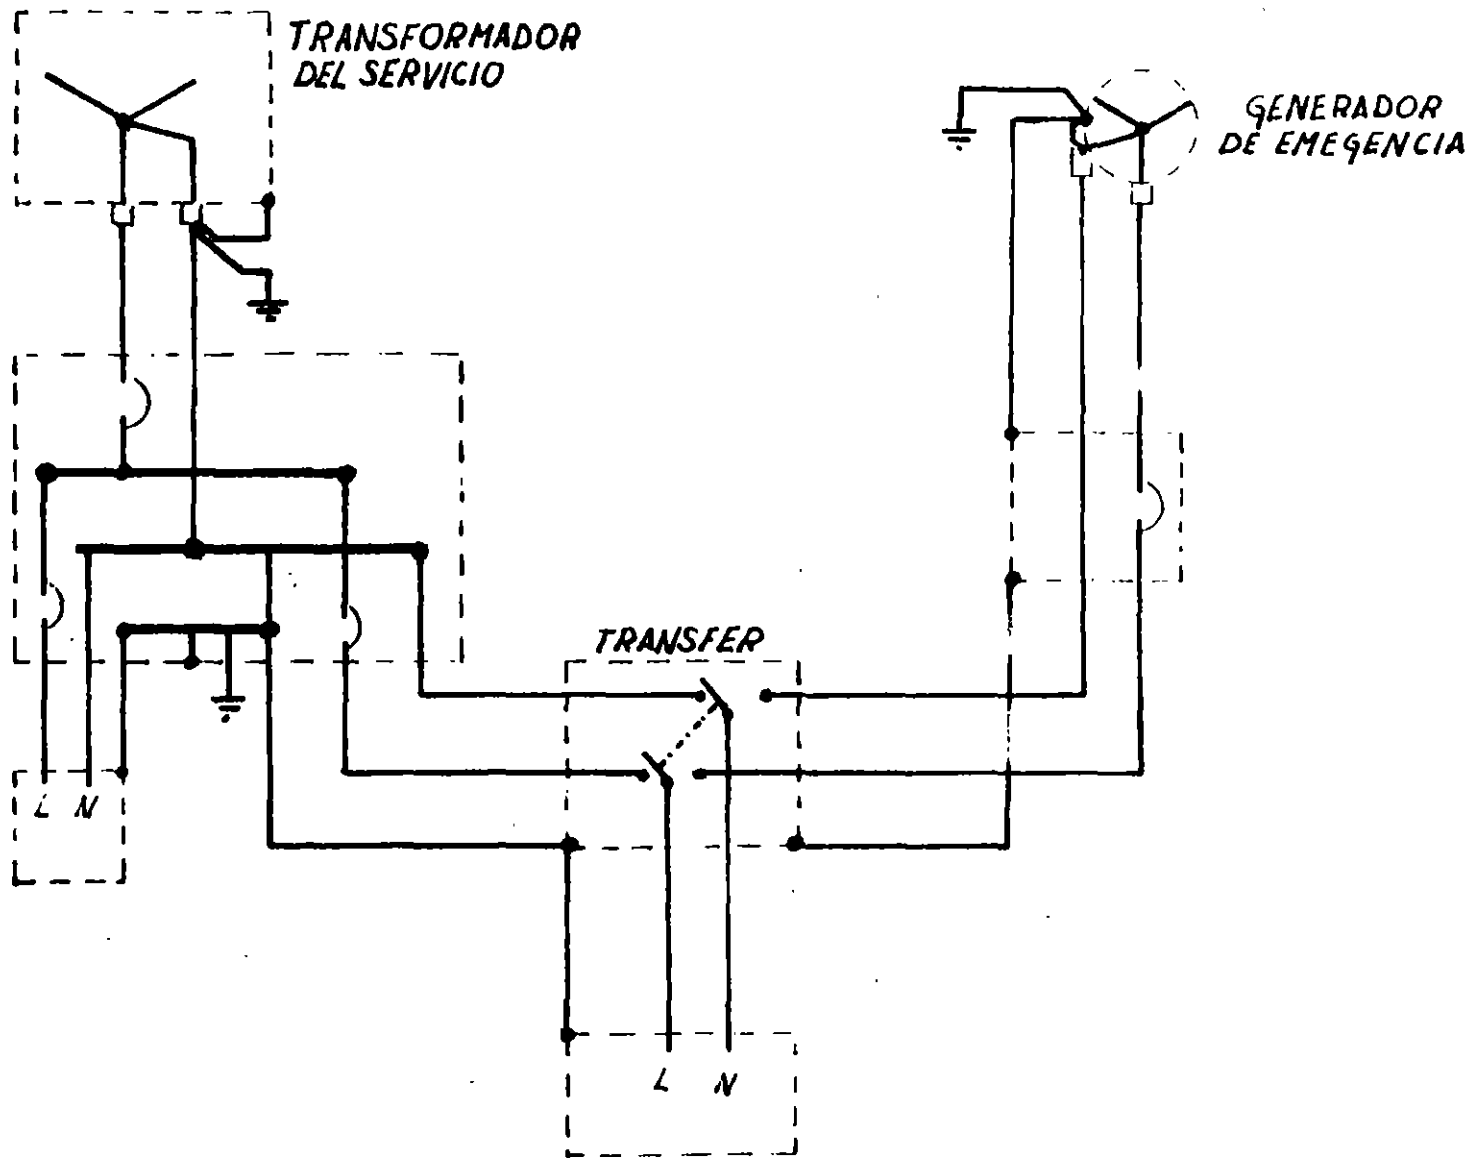 TRANSFORMADOR
DEL SERVICIO
GENERADOR
DE EMEGENCIA
TRANSFER
L N
L N